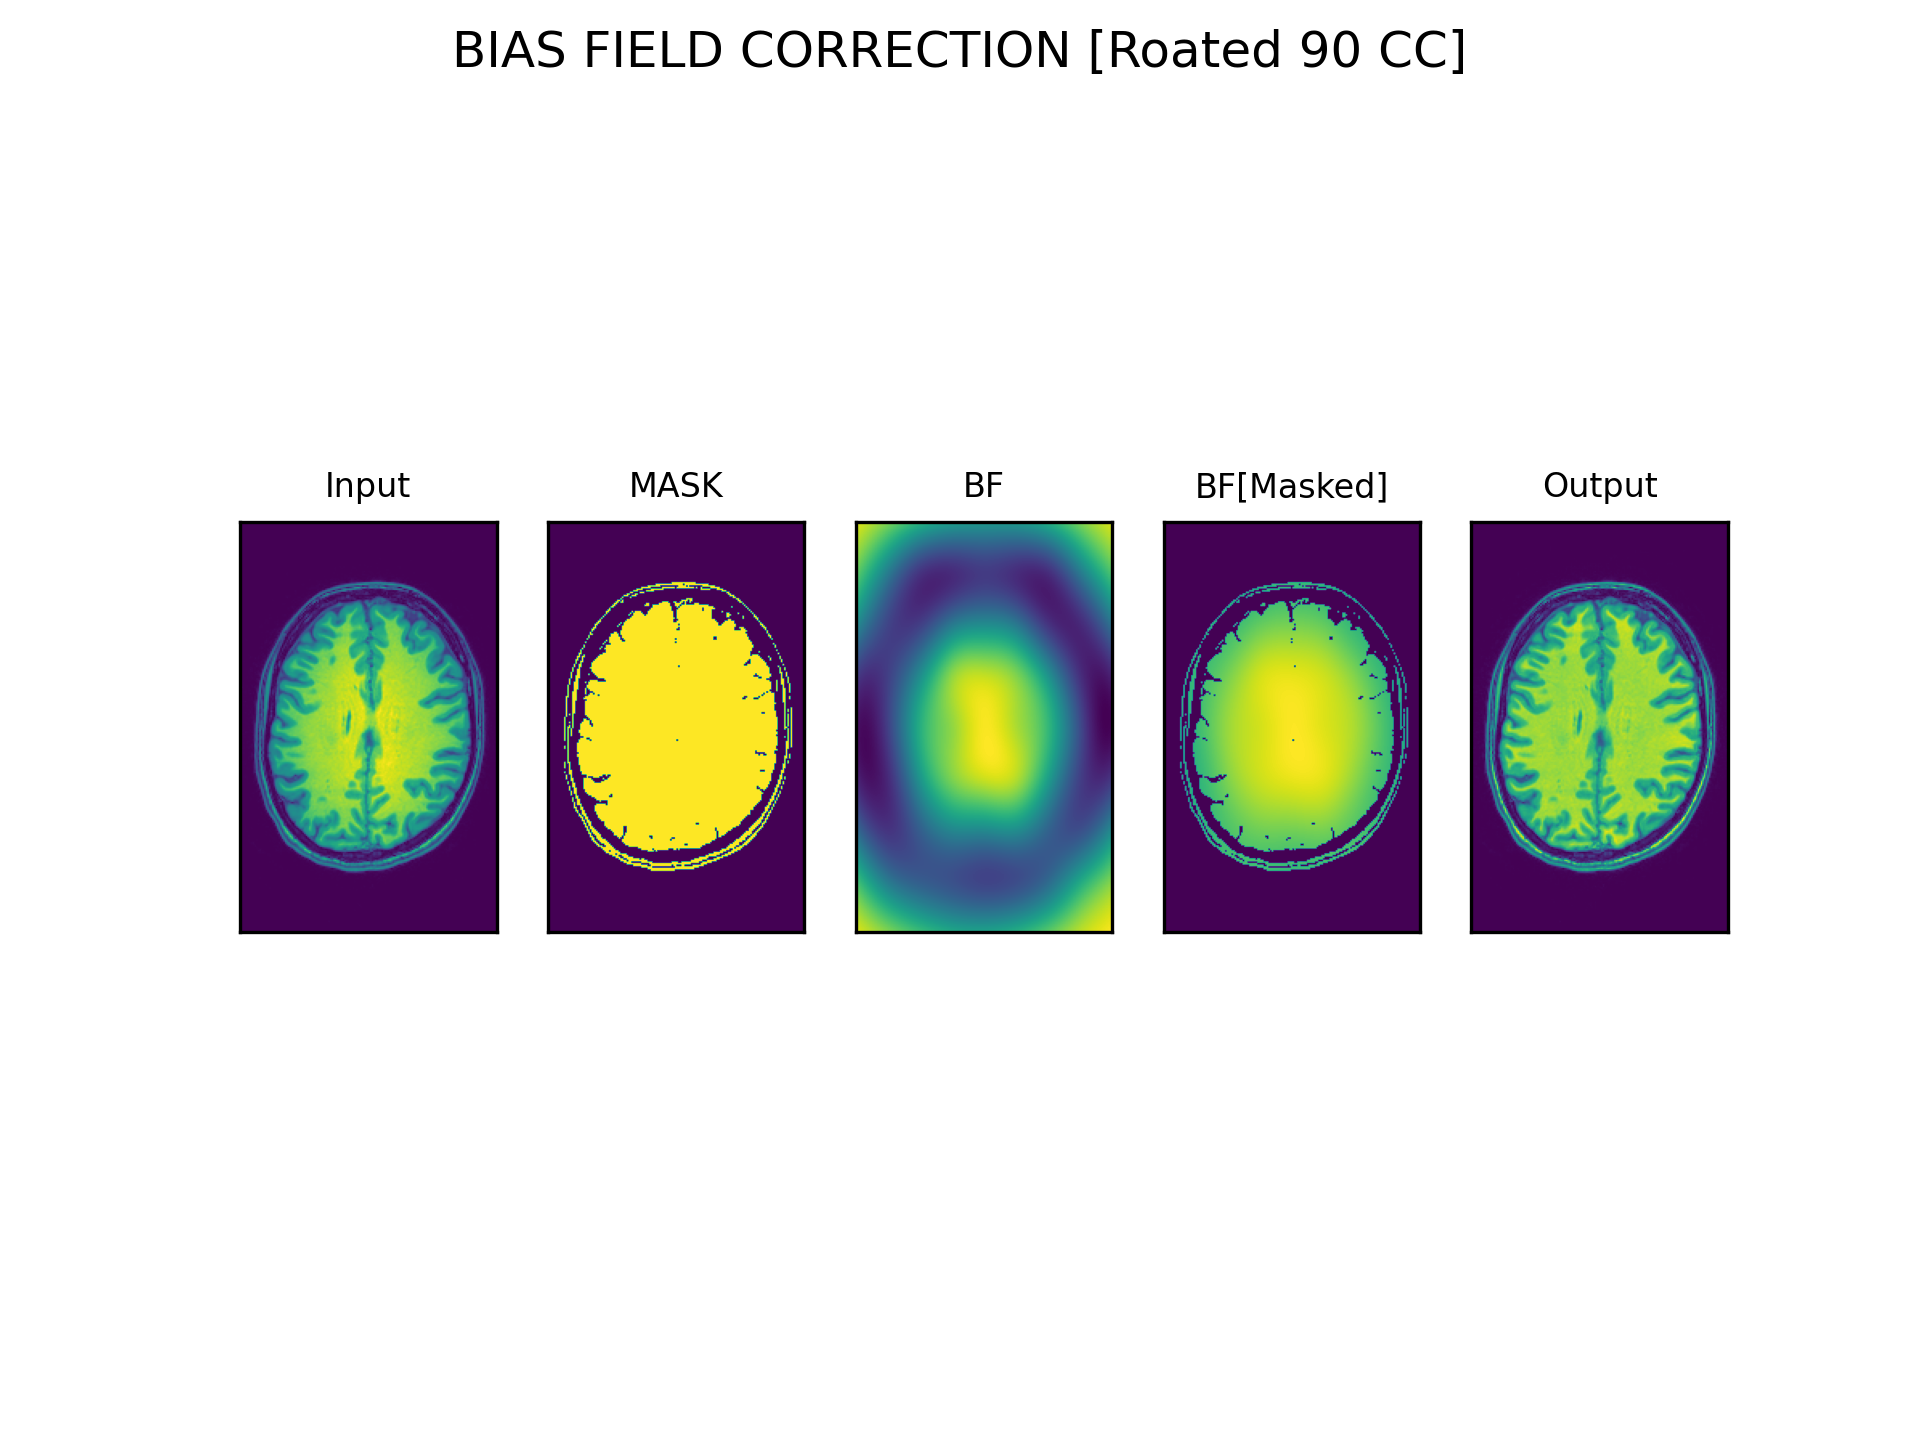 BIAS FIELD CORRECTION [Roated 90 CC]
Input
MASK
BF
BF[Masked]
Output